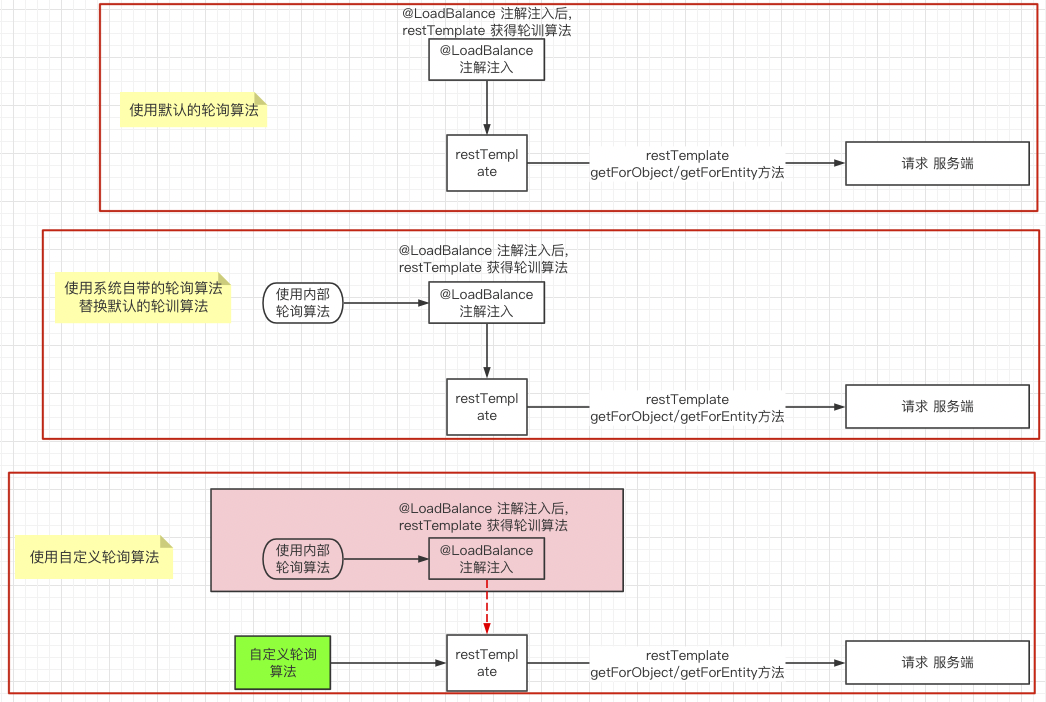 @LoadBalance 注解注入后,
restTemplate 获得轮训算法
@LoadBalance
注解注入
使用默认的轮询算法
restTempl
ate
restTemplate
getForObject/getForEntity方法
请求 服务端
@LoadBalance 注解注入后,
restTemplate 获得轮训算法
使用系统自带的轮询算法
替换默认的轮训算法
使用内部
轮询算法
@LoadBalance
注解注入
restTempl
ate
restTemplate
getForObject/getForEntity方法
请求 服务端
@LoadBalance 注解注入后,
restTemplate 获得轮训算法
使用自定义轮询算法
使用内部
轮询算法
@LoadBalance
注解注入
自定义轮询
算法
restTempl
ate
restTemplate
getForObject/getForEntity方法
请求 服务端